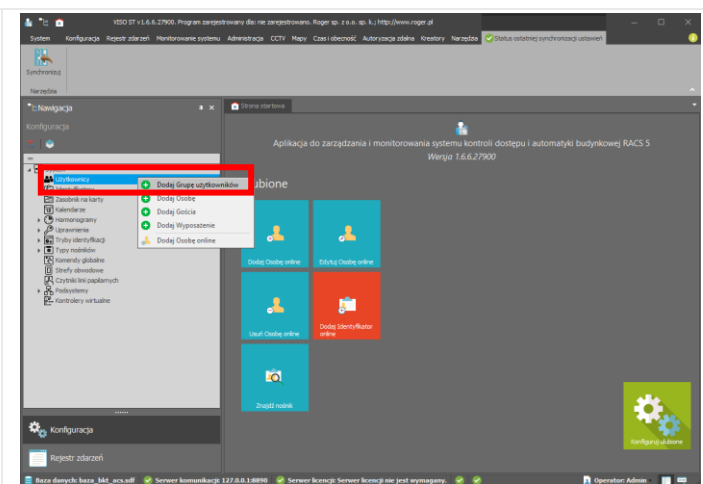 VISO ST v1.6.6.27900. Program zarejestrowany dla: nie zarejestrowano. Roger sp. z o.o. sp. k.; http://www.roger.pl
System Konfiguracja Rejestr zdarzeń Monitorowanie systemu Administracja CCTV Mapy Czas i obecność Autoryzacja zdalna Kreatory Narzędzia Status ostatniej synchronizacji ustawień
Synchronizuj
Narzędzia
Nawigacja
Strona startowa
Konfiguracja
Aplikacja do zarządzania i monitorowania systemu kontroli dostępu i automatyki budynkowej RACS 5
Wersja 1.6.6.27900
Użytkownicy
Dodaj Grupę użytkowników
Dodaj Osobę
Dodaj Gościa
Dodaj Wyposażenie
Dodaj Osobę online
Zasobnik na karty
Kalendarze
Harmonogramy
Uprawnienia
Tryby identyfikacji
Typy nośników
Komendy globalne
Strefy obwodowe
Czytniki linii papilarnych
Podsystemy
Kontrolery wirtualne
ubione
Dodaj Osobę online
Edytuj Osobę online
Usuń Osobę online
Dodaj Identyfikator online
Znajdź nośnik
Konfiguruj ulubione
Konfiguracja
Rejestr zdarzeń
Baza danych: baza_bkt_acs.sdf Serwer komunikacji: 127.0.0.1:8890 Serwer licencji: Serwer licencji nie jest wymagany. Operator: Admin